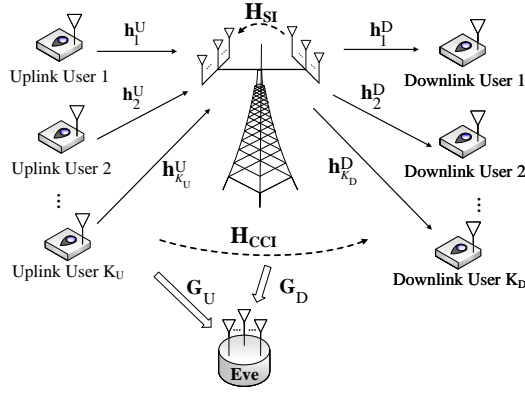 H_SI
h_1^U
h_1^D
Uplink User 1
Downlink User 1
h_2^U
h_2^D
Uplink User 2
Downlink User 2
...
h_{K_U}^U
h_{K_D}^D
...
H_CCI
Uplink User K_U
Downlink User K_D
G_U
G_D
...
...
Eve